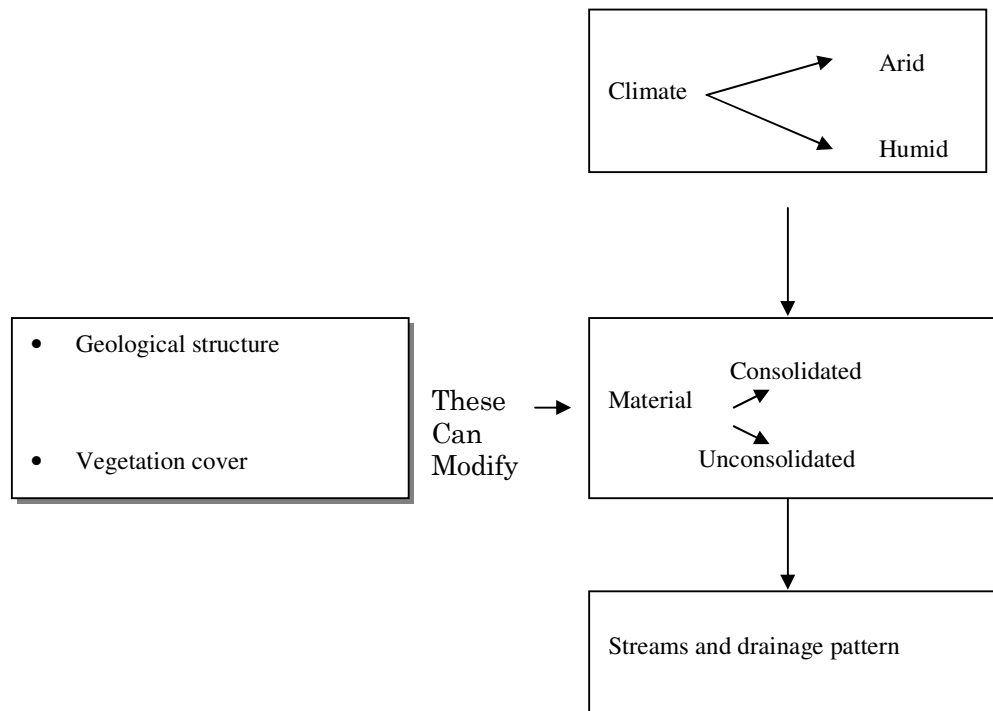 Arid
Climate
Humid
• Geological structure
• Vegetation cover
These
Can
Modify
Consolidated
Material
Unconsolidated
Streams and drainage pattern